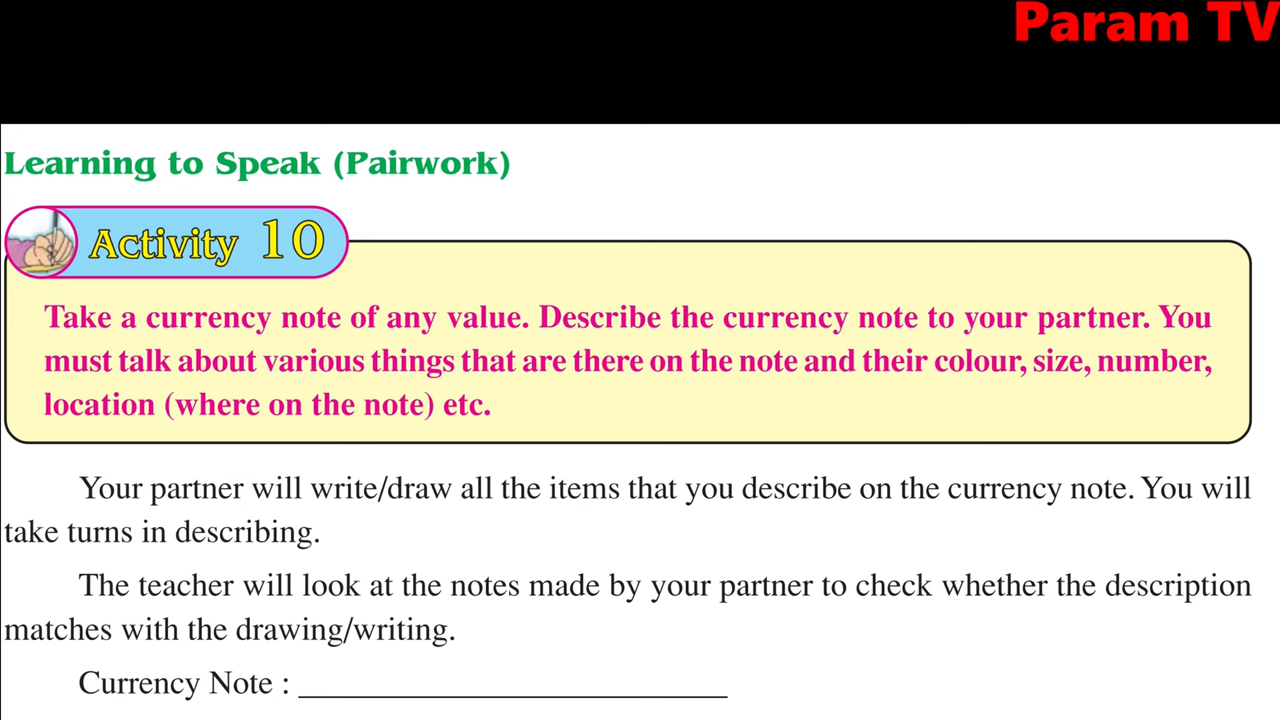 Param TV
Learning to Speak (Pairwork)
Activity 10
Take a currency note of any value. Describe the currency note to your partner. You
must talk about various things that are there on the note and their colour, size, number,
location (where on the note) etc.
Your partner will write/draw all the items that you describe on the currency note. You will
take turns in describing.
The teacher will look at the notes made by your partner to check whether the description
matches with the drawing/writing.
Currency Note : ___________________________